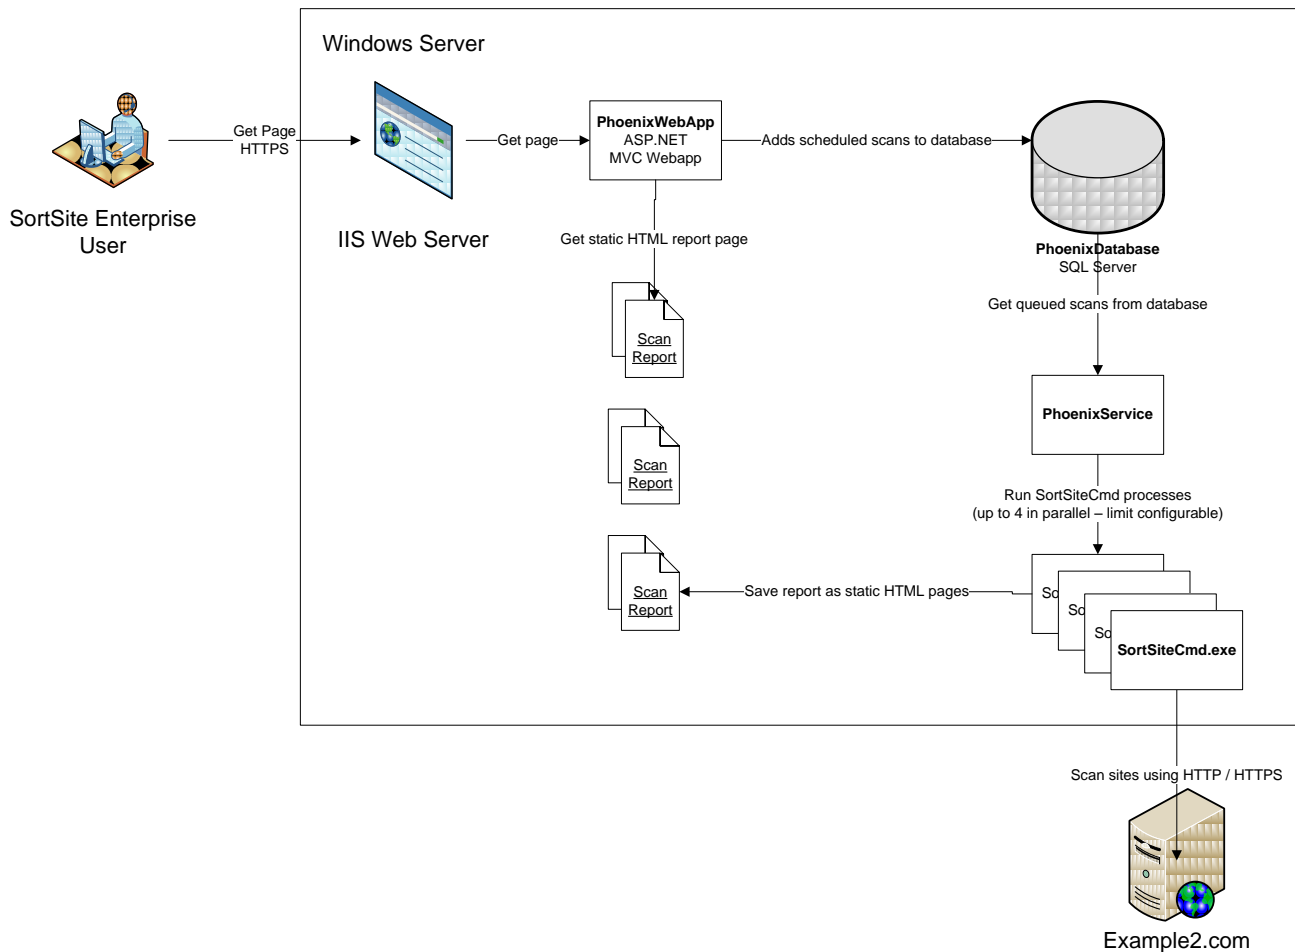 Windows Server
Get Page
HTTPS
SortSite Enterprise
User
IIS Web Server
Get page
PhoenixWebApp
ASP.NET
MVC Webapp
Adds scheduled scans to database
PhoenixDatabase
SQL Server
Get static HTML report page
Get queued scans from database
Scan
Report
PhoenixService
Scan
Report
Run SortSiteCmd processes
(up to 4 in parallel – limit configurable)
Scan
Report
Save report as static HTML pages
So
So
SortSiteCmd.exe
Scan sites using HTTP / HTTPS
Example2.com